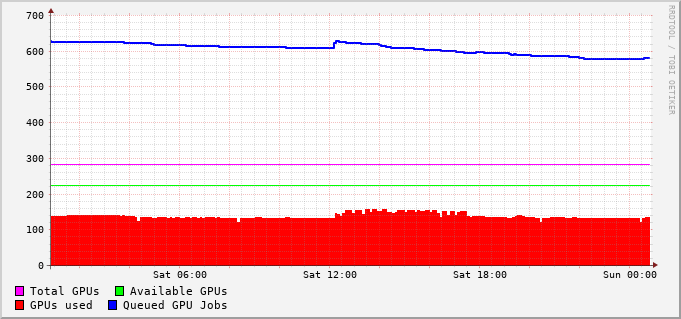 700
600
500
400
300
200
100
0
Sat 06:00 Sat 12:00 Sat 18:00 Sun 00:00
Total GPUs Available GPUs
GPUs used Queued GPU Jobs
RRDTOOL / TOBI OETIKER